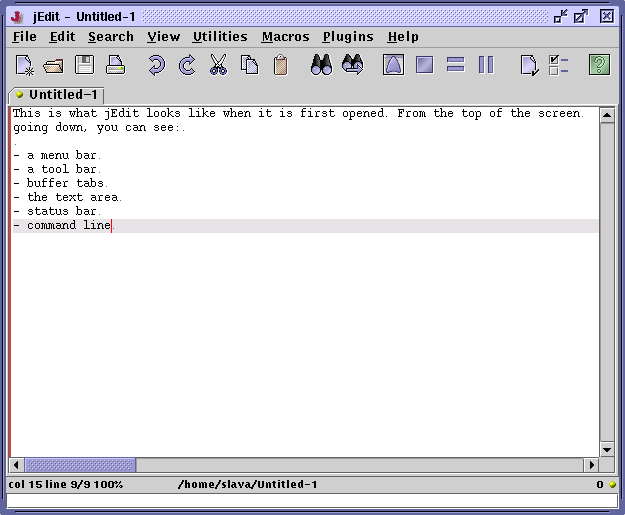 jEdit - Untitled-1
File Edit Search View Utilities Macros Plugins Help
Untitled-1
This is what jEdit looks like when it is first opened. From the top of the screen.
going down, you can see:.
.
- a menu bar.
- a tool bar.
- buffer tabs.
- the text area.
- status bar.
- command line.
col 15 line 9/9 100% /home/slava/Untitled-1 0